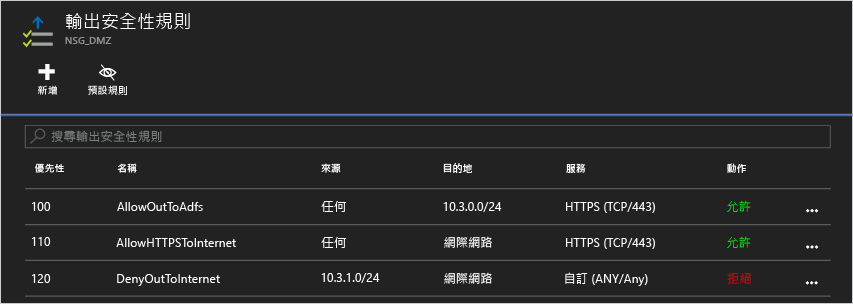 輸出安全性規則
NSG_DMZ
新增 預設規則
搜尋輸出安全性規則
優先性 名稱 來源 目的地 服務 動作
100 AllowOutToAdfs 任何 10.3.0.0/24 HTTPS (TCP/443) 允許
110 AllowHTTPSToInternet 任何 網際網路 HTTPS (TCP/443) 允許
120 DenyOutToInternet 10.3.1.0/24 網際網路 自訂 (ANY/Any) 拒絕